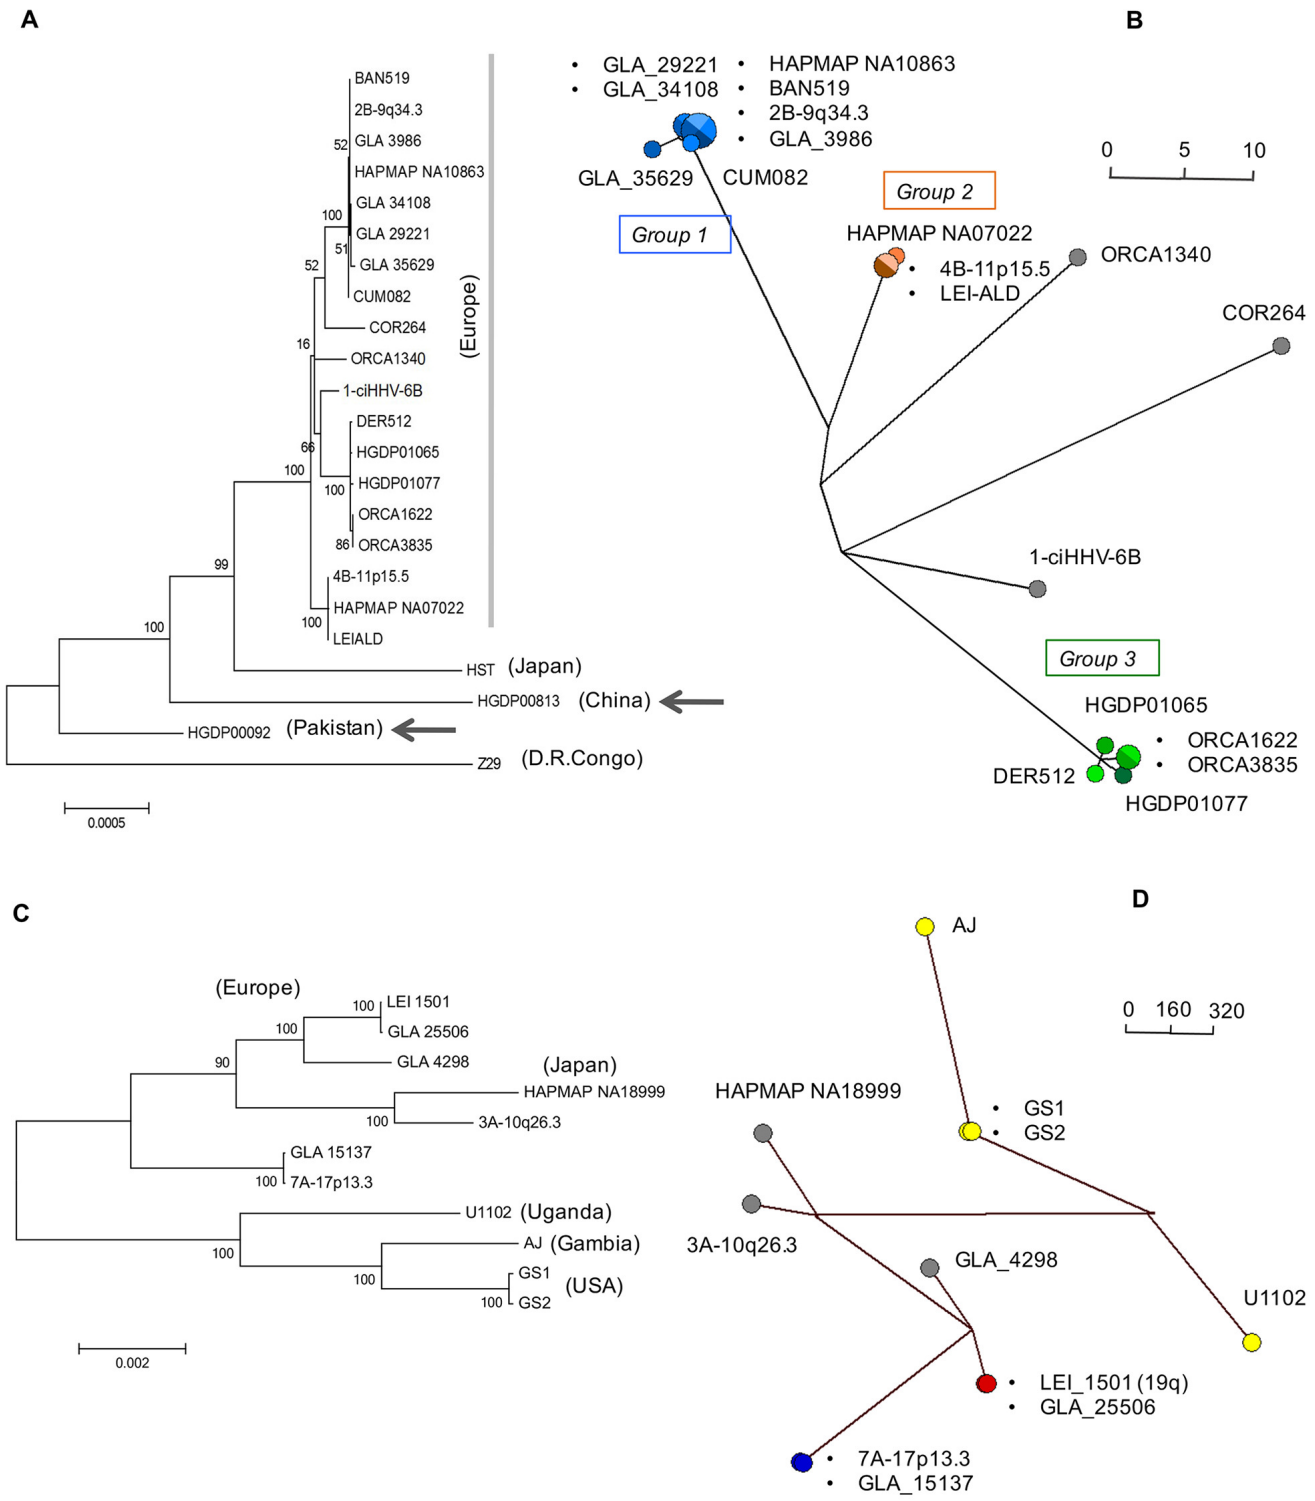 A
BAN519
2B-9q34.3
52
GLA 3986
HAPMAP NA10863
GLA 34108
100
GLA 29221
51
52
GLA 35629
CUM082
(Europe)
COR264
16
ORCA1340
1-ciHHV-6B
DER512
66
HGDP01065
100
HGDP01077
100
ORCA1622
86
ORCA3835
99
4B-11p15.5
HAPMAP NA07022
100
100
LEIALD
HST (Japan)
HGDP00813 (China)
HGDP00092 (Pakistan)
Z29 (D.R.Congo)
0.0005
B
• GLA_29221
• GLA_34108
• HAPMAP NA10863
• BAN519
• 2B-9q34.3
• GLA_3986
GLA_35629
CUM082
Group 1
Group 2
HAPMAP NA07022
• 4B-11p15.5
• LEI-ALD
0 5 10
ORCA1340
COR264
1-ciHHV-6B
Group 3
HGDP01065
• ORCA1622
• ORCA3835
DER512
HGDP01077
C
(Europe)
100
LEI 1501
100
GLA 25506
90
GLA 4298
(Japan)
HAPMAP NA18999
100
3A-10q26.3
GLA 15137
100
7A-17p13.3
U1102 (Uganda)
100
AJ (Gambia)
100
GS1
(USA)
100
GS2
0.002
D
AJ
0 160 320
HAPMAP NA18999
• GS1
• GS2
3A-10q26.3
GLA_4298
U1102
• LEI_1501 (19q)
• GLA_25506
• 7A-17p13.3
• GLA_15137